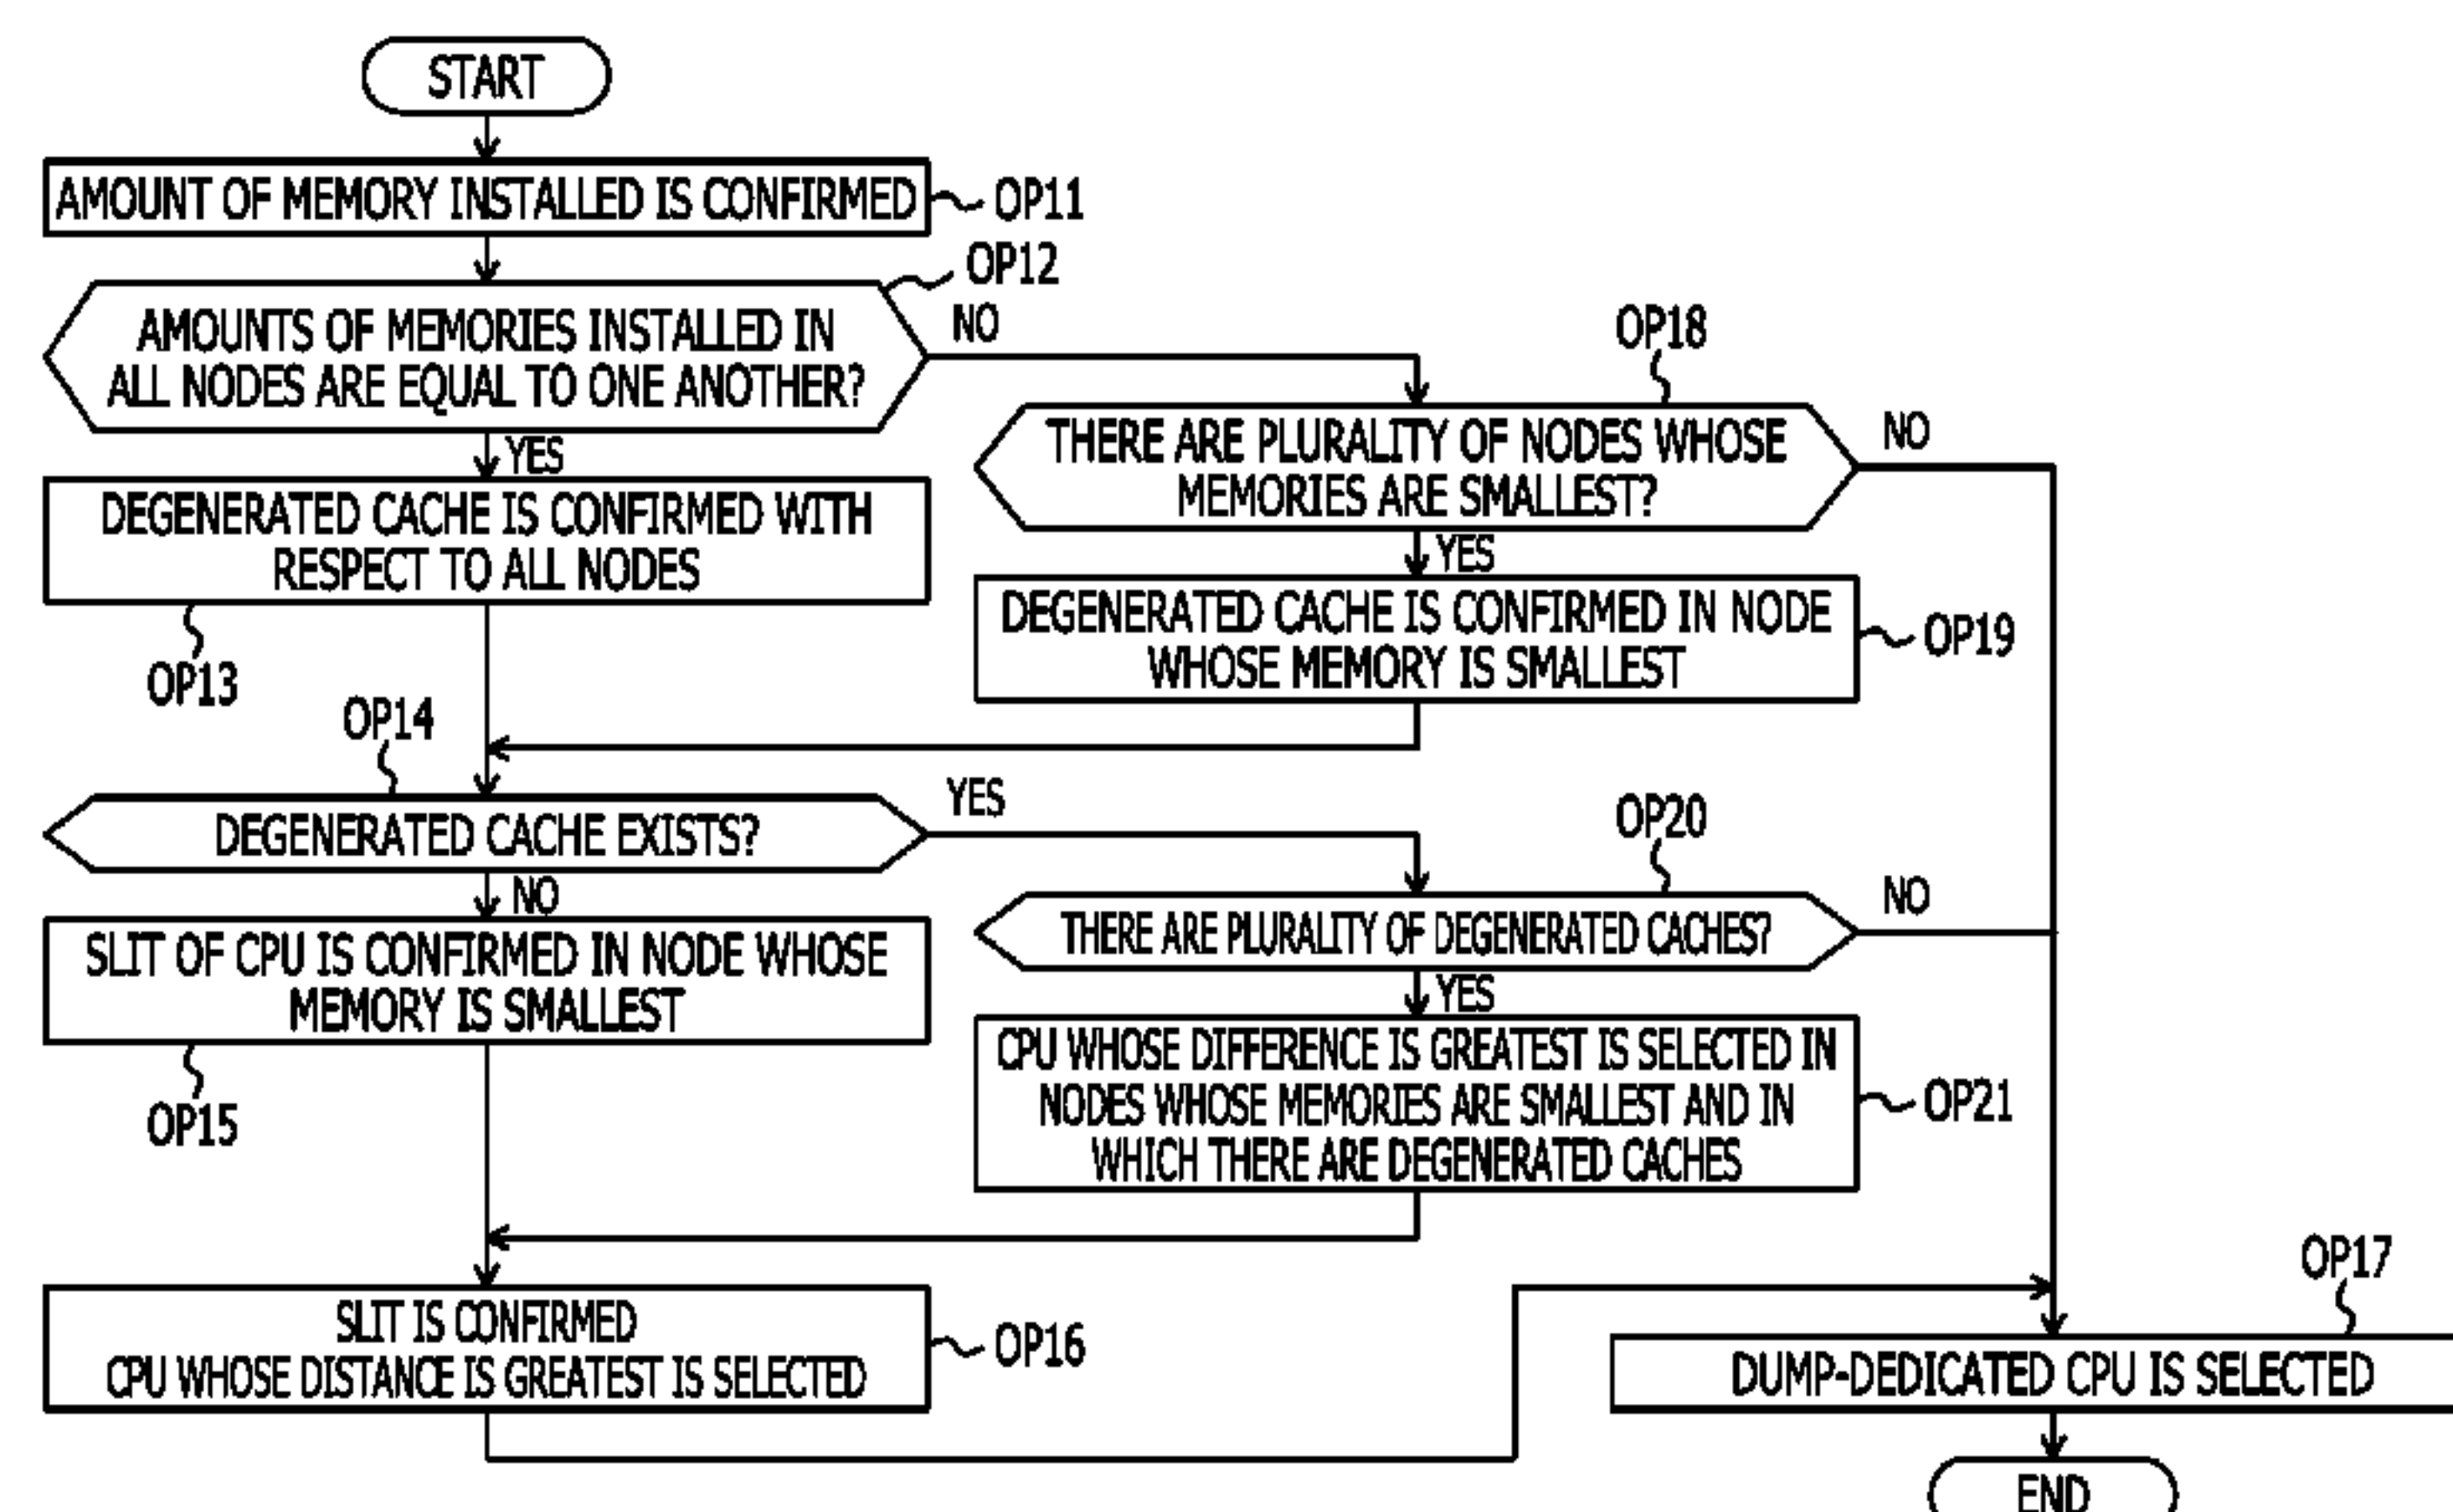 START
AMOUNT OF MEMORY INSTALLED IS CONFIRMED
OP11
OP12
AMOUNTS OF MEMORIES INSTALLED IN
ALL NODES ARE EQUAL TO ONE ANOTHER?
NO
YES
OP18
THERE ARE PLURALITY OF NODES WHOSE
MEMORIES ARE SMALLEST?
NO
YES
DEGENERATED CACHE IS CONFIRMED WITH
RESPECT TO ALL NODES
OP13
DEGENERATED CACHE IS CONFIRMED IN NODE
WHOSE MEMORY IS SMALLEST
OP19
OP14
DEGENERATED CACHE EXISTS?
YES
NO
OP20
THERE ARE PLURALITY OF DEGENERATED CACHES?
NO
YES
SLIT OF CPU IS CONFIRMED IN NODE WHOSE
MEMORY IS SMALLEST
OP15
CPU WHOSE DIFFERENCE IS GREATEST IS SELECTED IN
NODES WHOSE MEMORIES ARE SMALLEST AND IN
WHICH THERE ARE DEGENERATED CACHES
OP21
SLIT IS CONFIRMED
CPU WHOSE DISTANCE IS GREATEST IS SELECTED
OP16
OP17
DUMP-DEDICATED CPU IS SELECTED
END